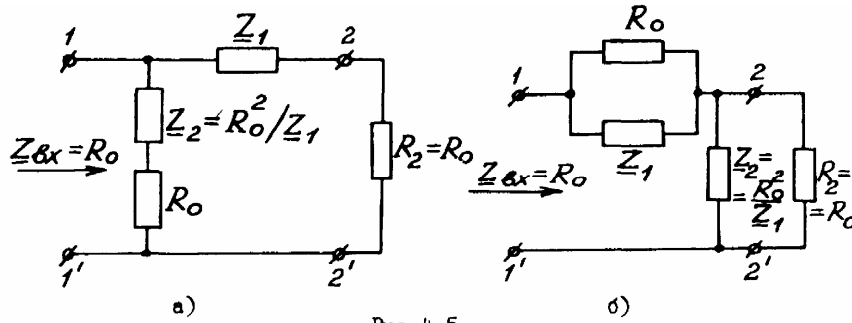 1
Z₁
2
Z₂=R₀²/Z₁
Zвх=R₀
R₀
R₂=R₀
1'
2'
а)
R₀
1
Z₁
2
Zвх=R₀
Z₂=
=R₀²/Z₁
R₂=
=R₀
1'
2'
б)